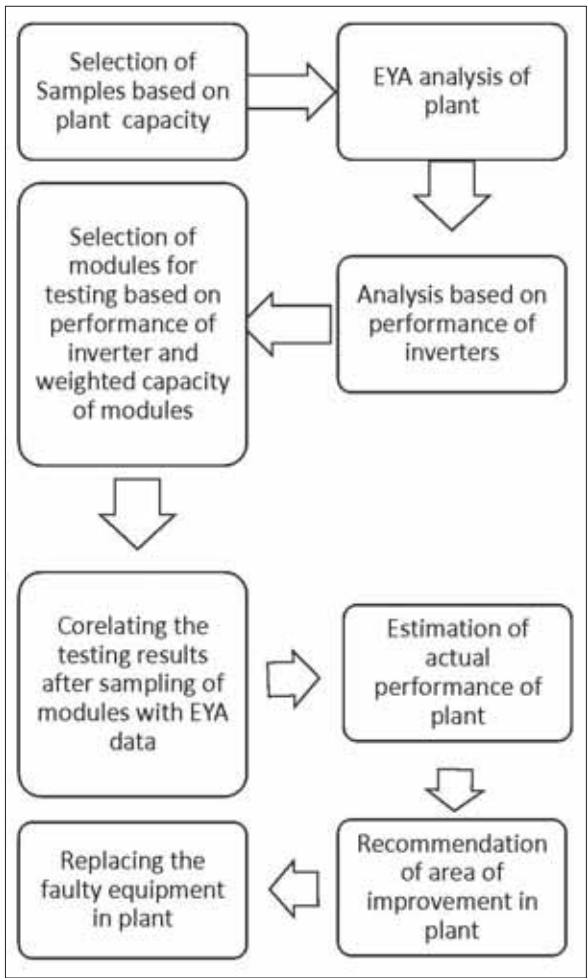 Selection of
Samples based on
plant capacity
EYA analysis of
plant
Analysis based on
performance of
inverters
Selection of
modules for
testing based on
performance of
inverter and
weighted capacity
of modules
Corelating the
testing results
after sampling of
modules with EYA
data
Estimation of
actual
performance of
plant
Recommendation
of area of
improvement in
plant
Replacing the
faulty equipment
in plant